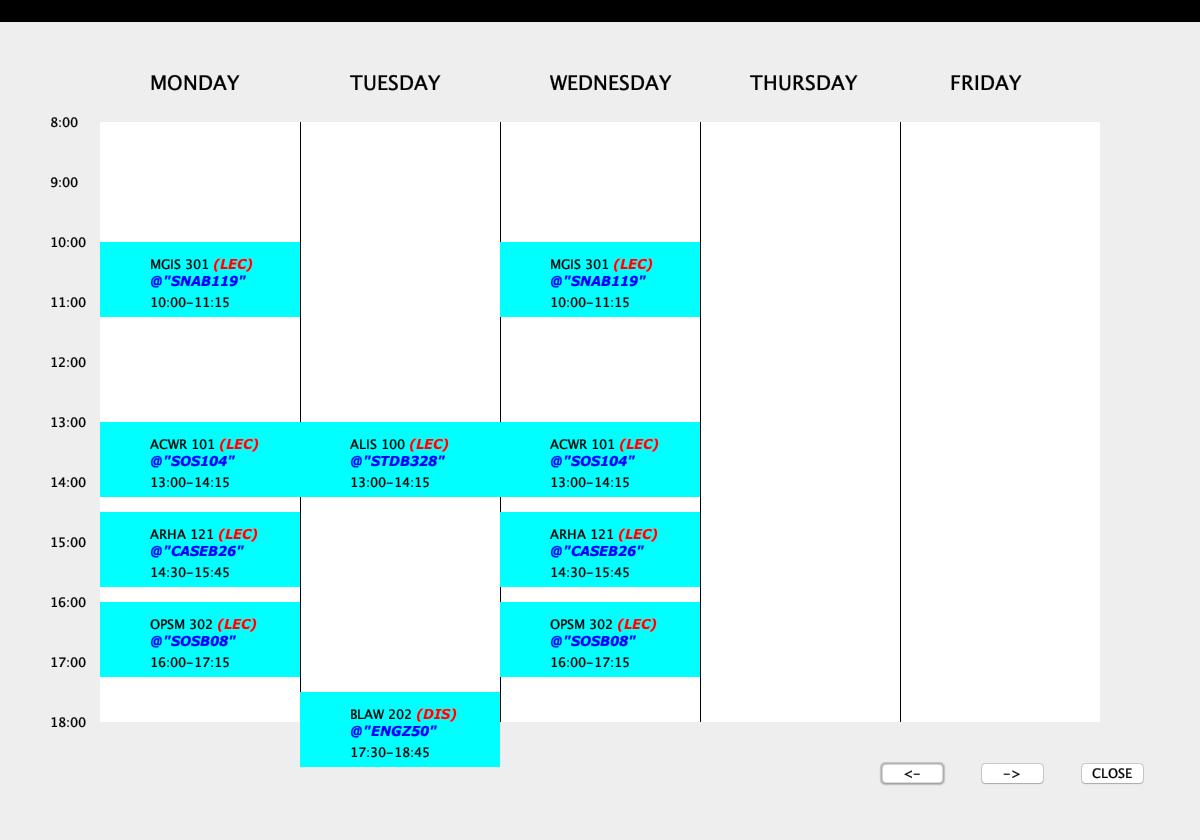 MONDAY TUESDAY WEDNESDAY THURSDAY FRIDAY
8:00
9:00
10:00
MGIS 301 (LEC) MGIS 301 (LEC)
@"SNAB119" @"SNAB119"
11:00 10:00-11:15 10:00-11:15
12:00
13:00
ACWR 101 (LEC) ALIS 100 (LEC) ACWR 101 (LEC)
@"SOS104" @"STDB328" @"SOS104"
14:00 13:00-14:15 13:00-14:15 13:00-14:15
ARHA 121 (LEC) ARHA 121 (LEC)
15:00 @"CASEB26" @"CASEB26"
14:30-15:45 14:30-15:45
16:00
OPSM 302 (LEC) OPSM 302 (LEC)
@"SOSB08" @"SOSB08"
17:00 16:00-17:15 16:00-17:15
BLAW 202 (DIS)
18:00 @"ENGZ50"
17:30-18:45
<- -> CLOSE